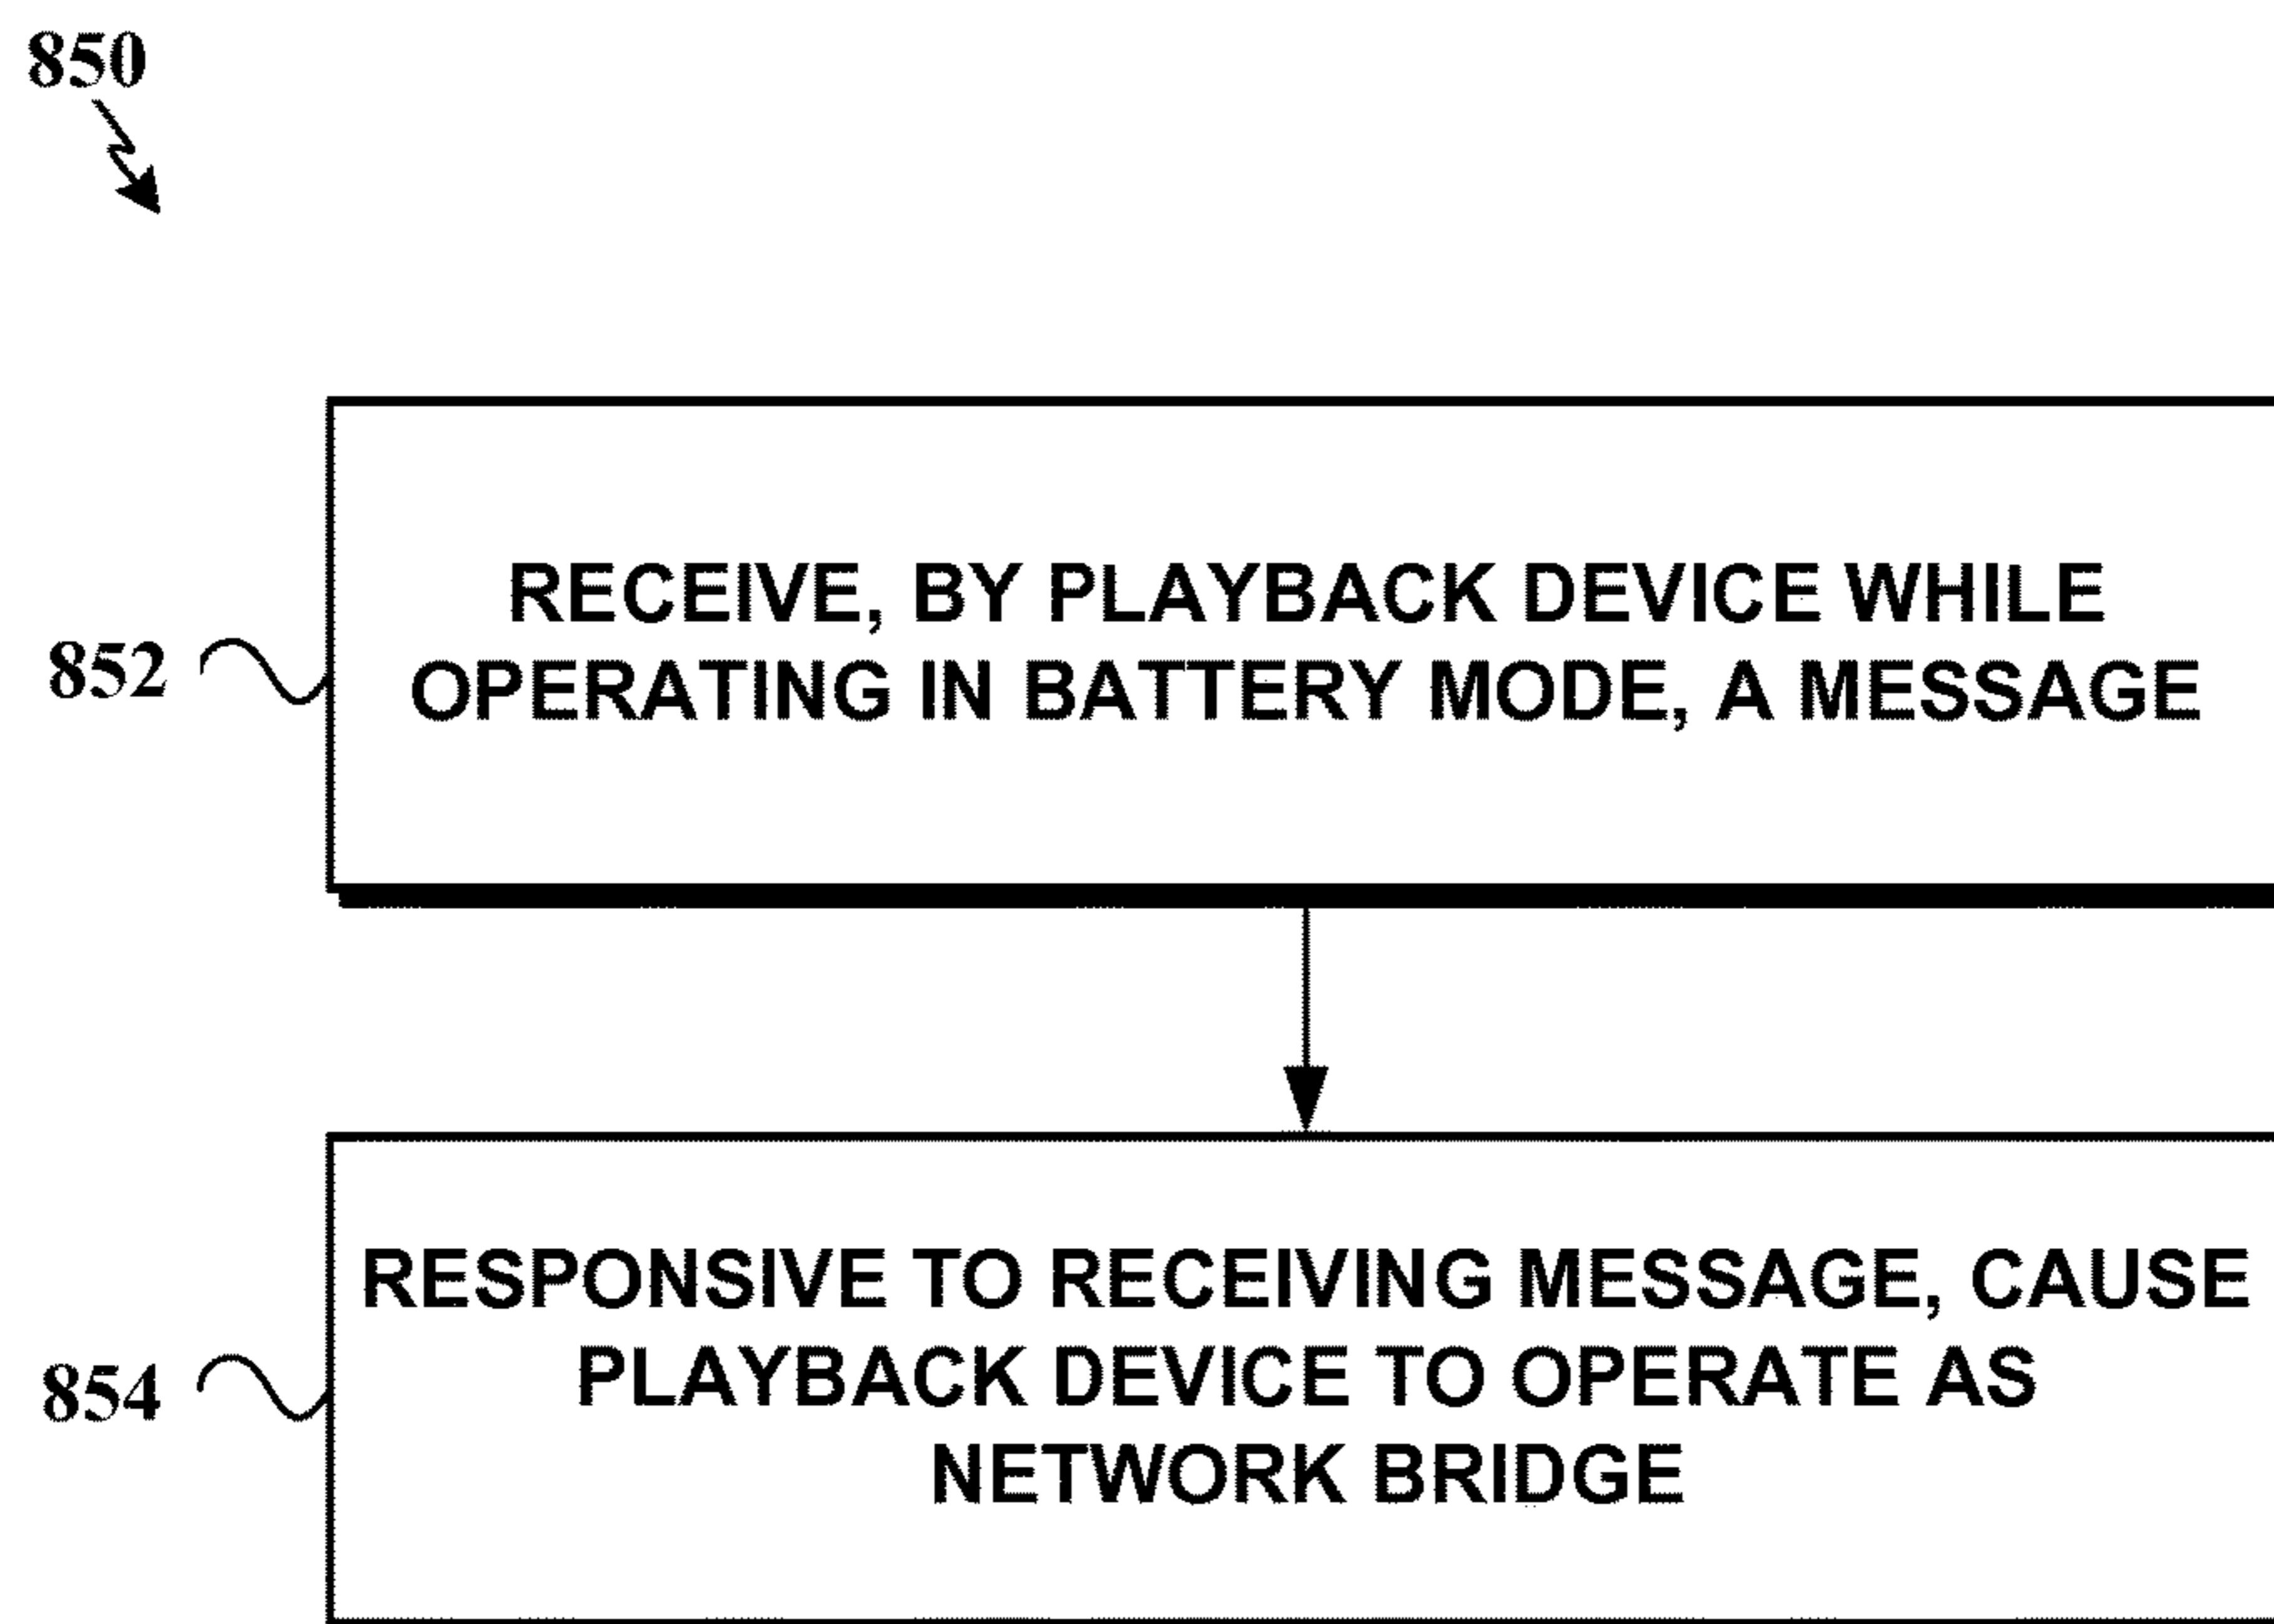 850
852
RECEIVE, BY PLAYBACK DEVICE WHILE
OPERATING IN BATTERY MODE, A MESSAGE
854
RESPONSIVE TO RECEIVING MESSAGE, CAUSE
PLAYBACK DEVICE TO OPERATE AS
NETWORK BRIDGE